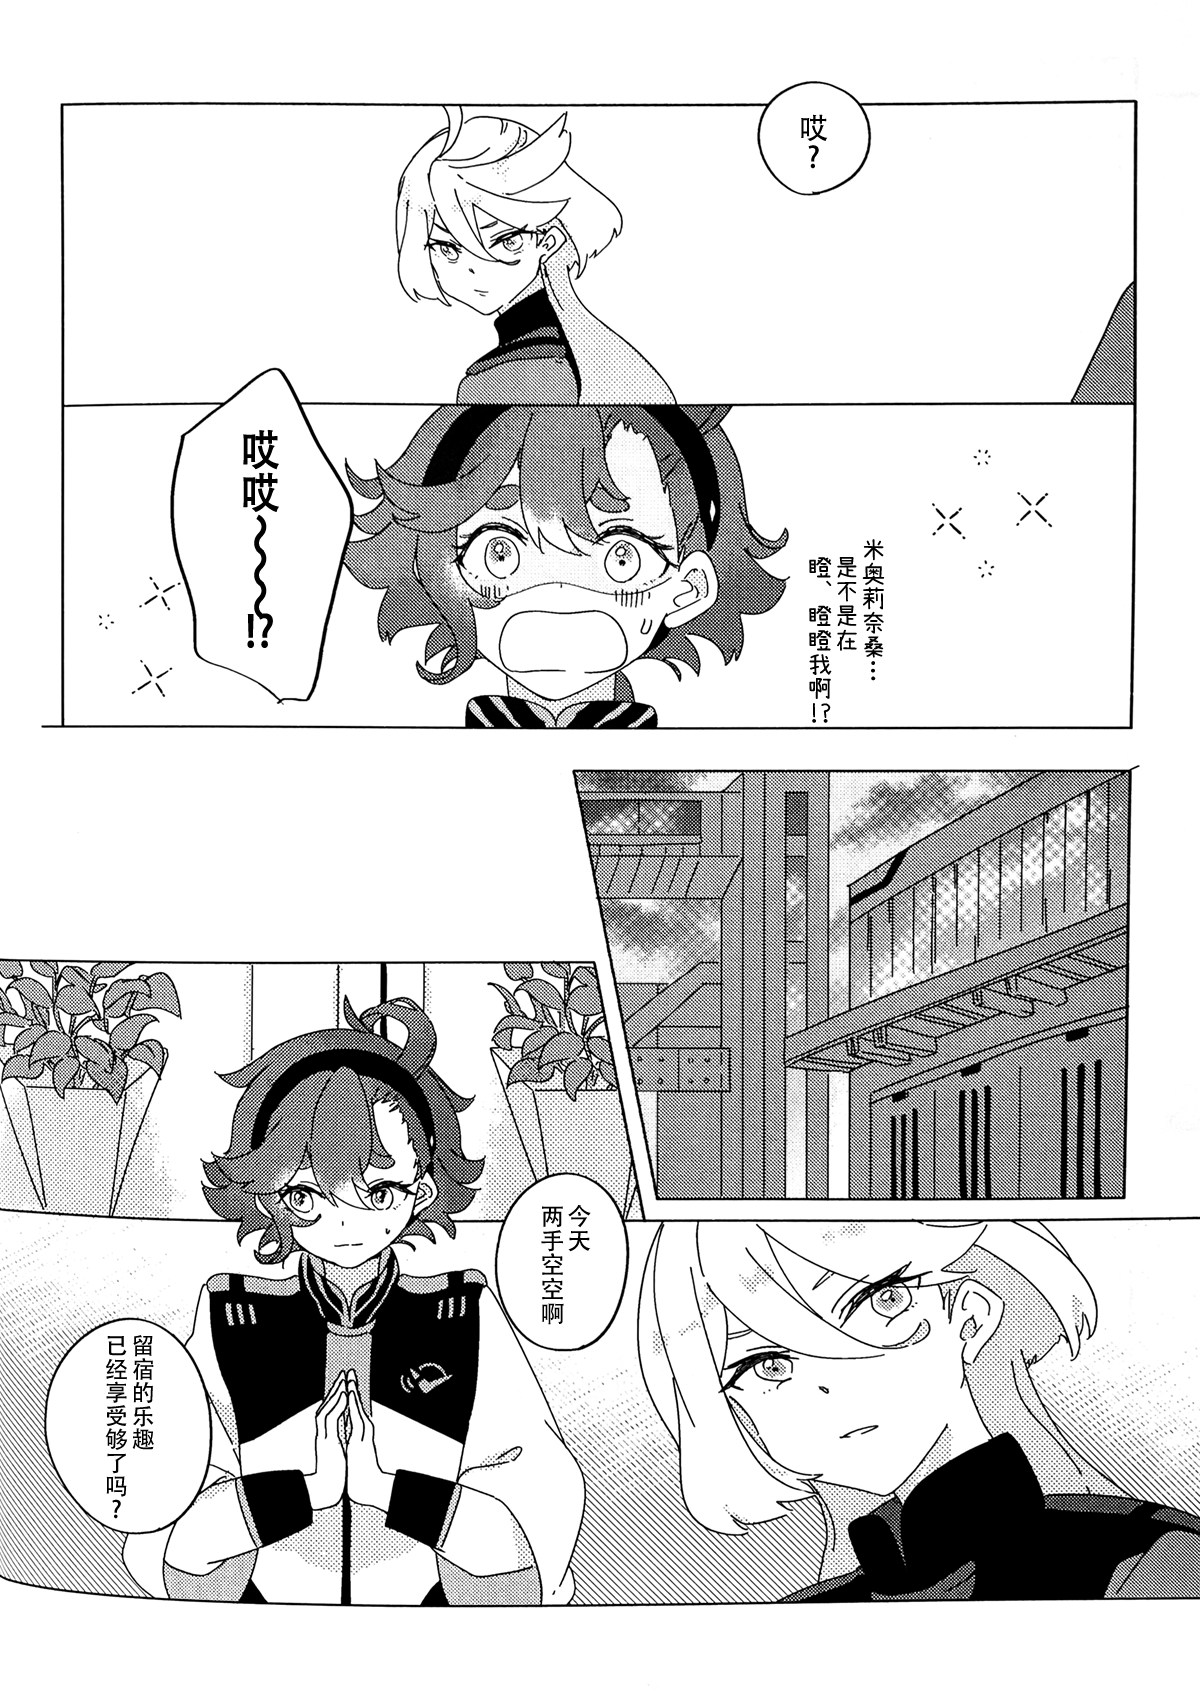 哎?
哎
哎
～～～
!?
米奥莉奈桑…
是不是在
瞪、瞪瞪我啊!?
今天
两手空空啊
留宿的乐趣
已经享受够了吗?